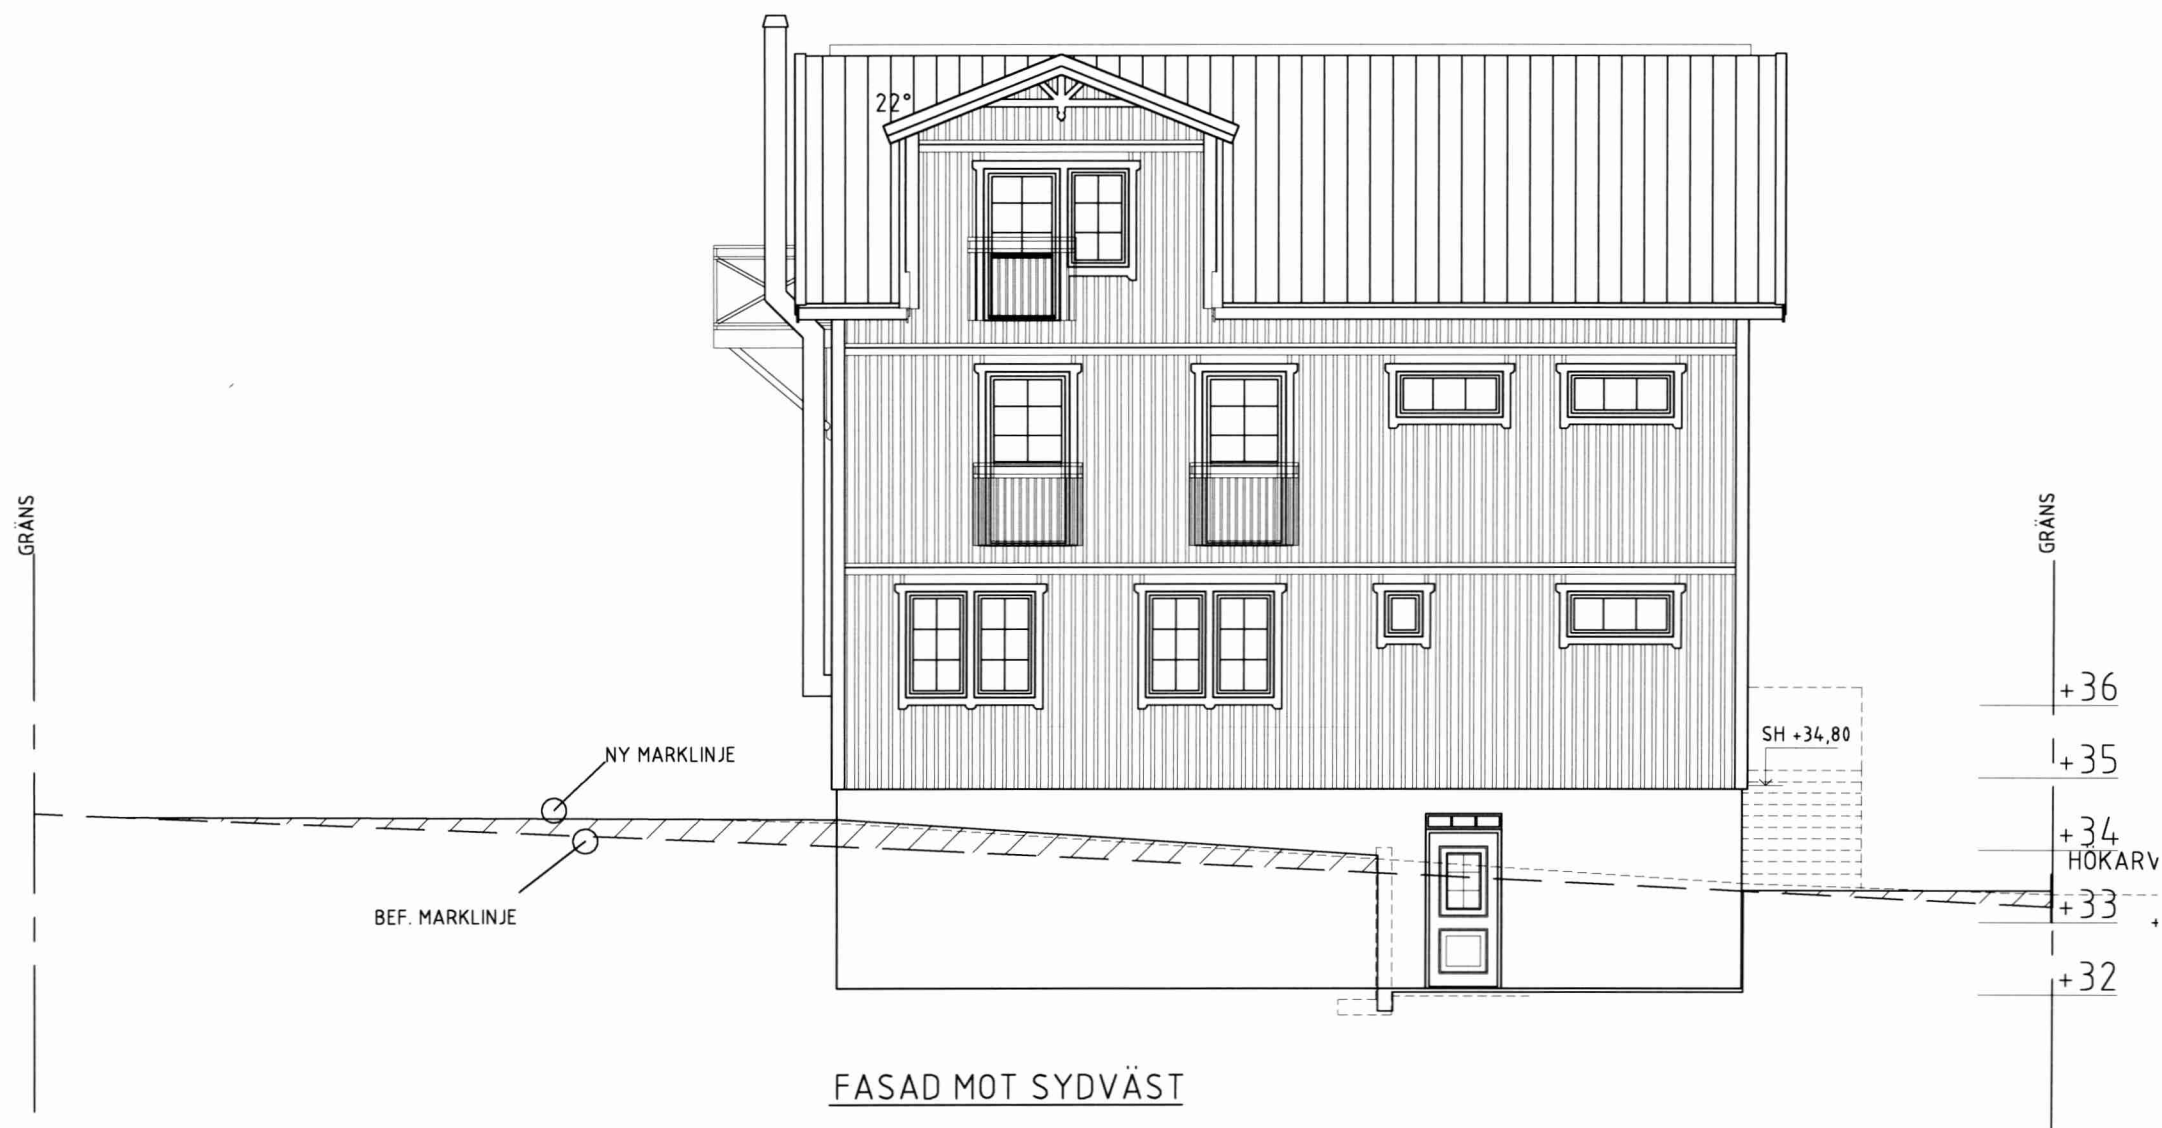 22°
GRÄNS
GRÄNS
+36
SH +34,80
+35
NY MARKLINJE
+34
HÖKARV
BEF. MARKLINJE
+33
+
+32
FASAD MOT SYDVÄST